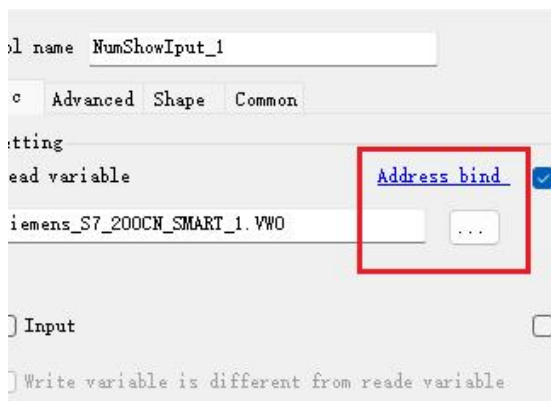 ol name NumShowIput_1
c Advanced Shape Common
etting
ead variable Address bind
iemens_S7_200CN_SMART_1.VW0 ...
Input
Write variable is different from reade variable